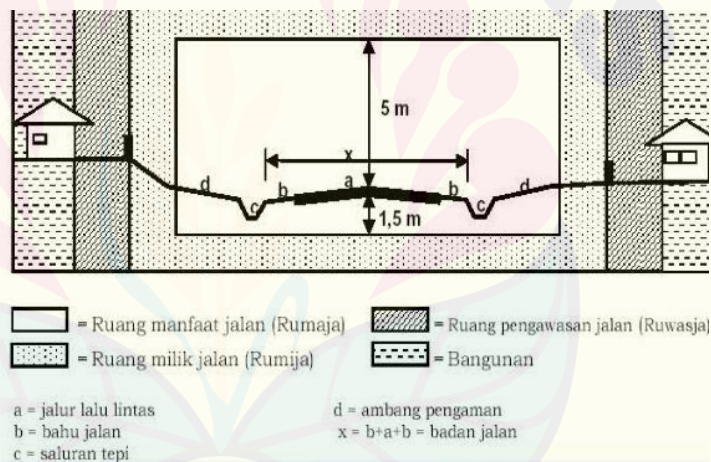 5 m
x
d
b
a
b
d
c
c
1,5 m
= Ruang manfaat jalan (Rumaja)
= Ruang pengawasan jalan (Ruwasja)
= Ruang milik jalan (Rumija)
= Bangunan
a = jalur lalu lintas
b = bahu jalan
c = saluran tepi
d = ambang pengaman
x = b+a+b = badan jalan